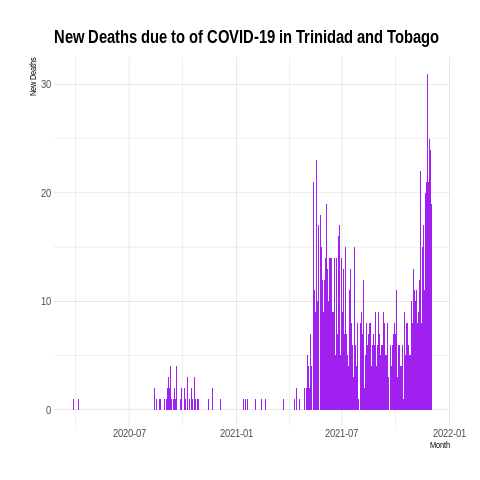 New Deaths due to of COVID-19 in Trinidad and Tobago
New Deaths
30
20
10
0
2020-07
2021-01
2021-07
2022-01
Month